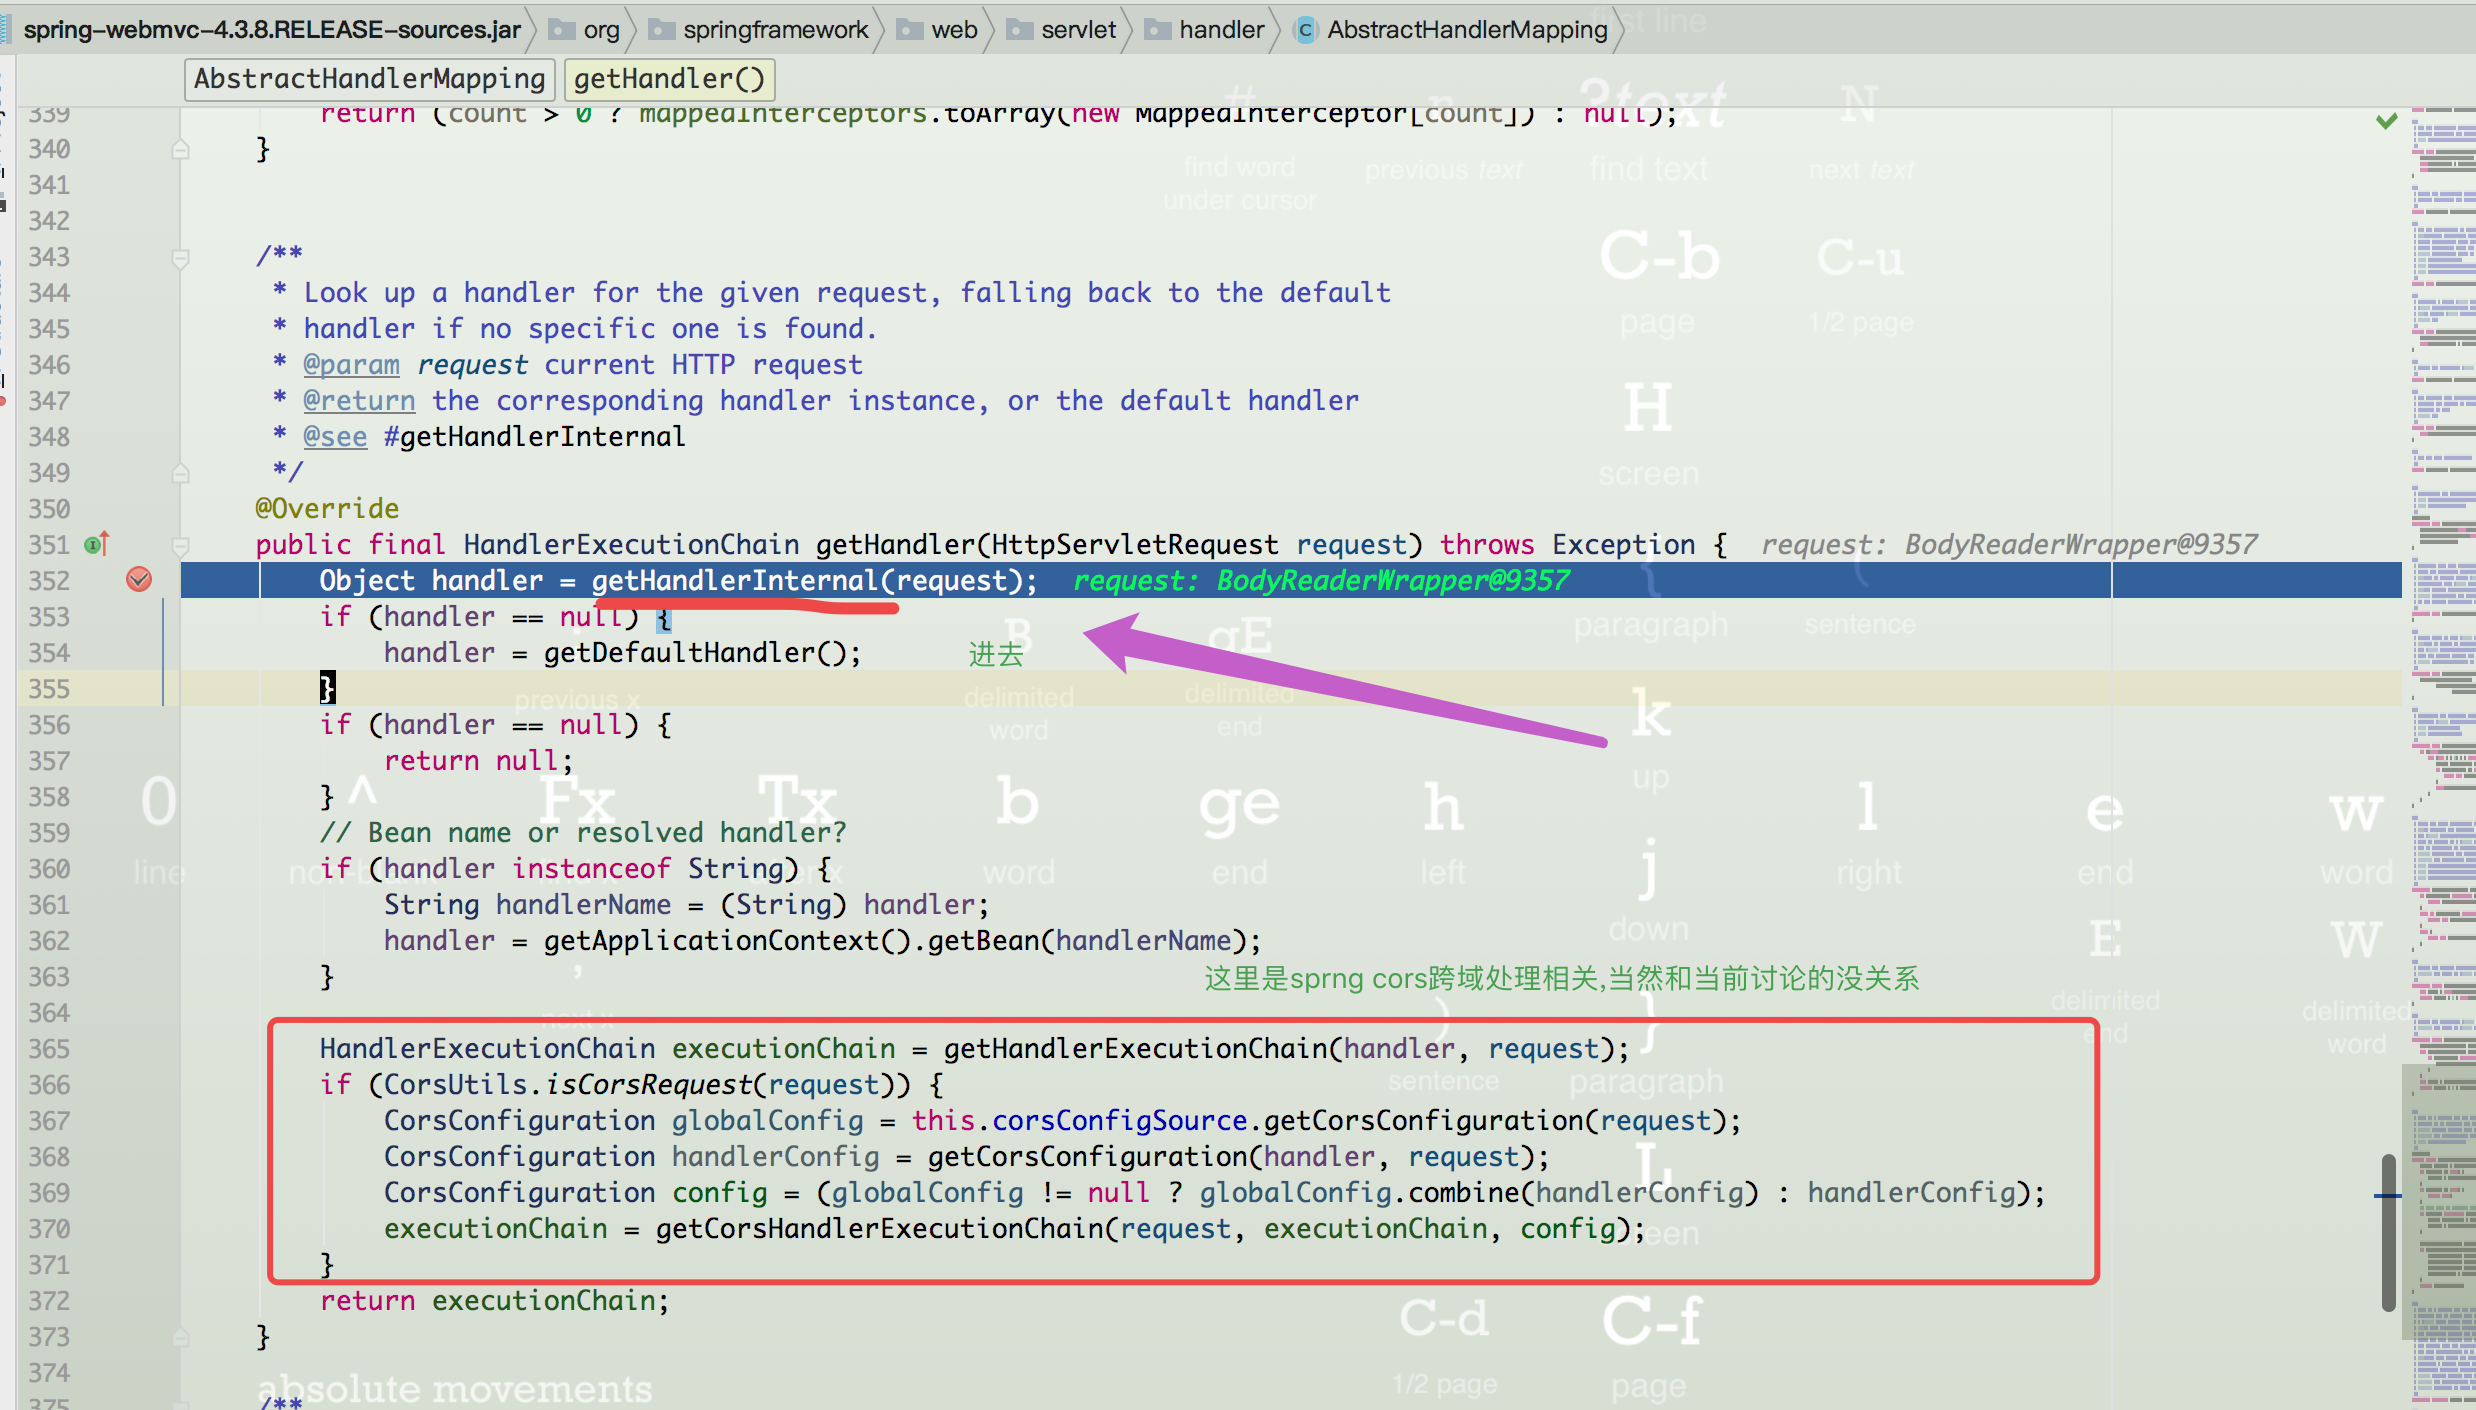 spring-webmvc-4.3.8.RELEASE-sources.jar org springframework web servlet handler AbstractHandlerMapping
first line
AbstractHandlerMapping getHandler()
339 return (count > 0 ? mappedInterceptors.toArray(new MappedInterceptor[count]) : null);
# n ?text N
340 }
find word under cursor previous text find text next text
341
342
343 /**
C-b C-u
344 * Look up a handler for the given request, falling back to the default
page 1/2 page
345 * handler if no specific one is found.
346 * @param request current HTTP request
347 * @return the corresponding handler instance, or the default handler
H
348 * @see #getHandlerInternal
349 */
screen
350 @Override
351 public final HandlerExecutionChain getHandler(HttpServletRequest request) throws Exception { request: BodyReaderWrapper@9357
{ (
352 Object handler = getHandlerInternal(request); request: BodyReaderWrapper@9357
353 if (handler == null) {
B gE paragraph sentence
354 handler = getDefaultHandler(); 进去
355 }
previous x delimited word delimited end k
356 if (handler == null) {
357 return null;
up
358 }
0 ^ Fx Tx b ge h l e w
359 // Bean name or resolved handler?
360 if (handler instanceof String) {
line non-blank word end left j right end word
361 String handlerName = (String) handler;
down
362 handler = getApplicationContext().getBean(handlerName);
E W
363 }
, 这里是sprng cors跨域处理相关,当然和当前讨论的没关系
364
next x ) } delimited end delimited word
365 HandlerExecutionChain executionChain = getHandlerExecutionChain(handler, request);
366 if (CorsUtils.isCorsRequest(request)) {
sentence paragraph
367 CorsConfiguration globalConfig = this.corsConfigSource.getCorsConfiguration(request);
368 CorsConfiguration handlerConfig = getCorsConfiguration(handler, request);
L
369 CorsConfiguration config = (globalConfig != null ? globalConfig.combine(handlerConfig) : handlerConfig);
370 executionChain = getCorsHandlerExecutionChain(request, executionChain, config);
371 }
372 return executionChain;
C-d C-f
373 }
374
absolute movements 1/2 page page
375 /**